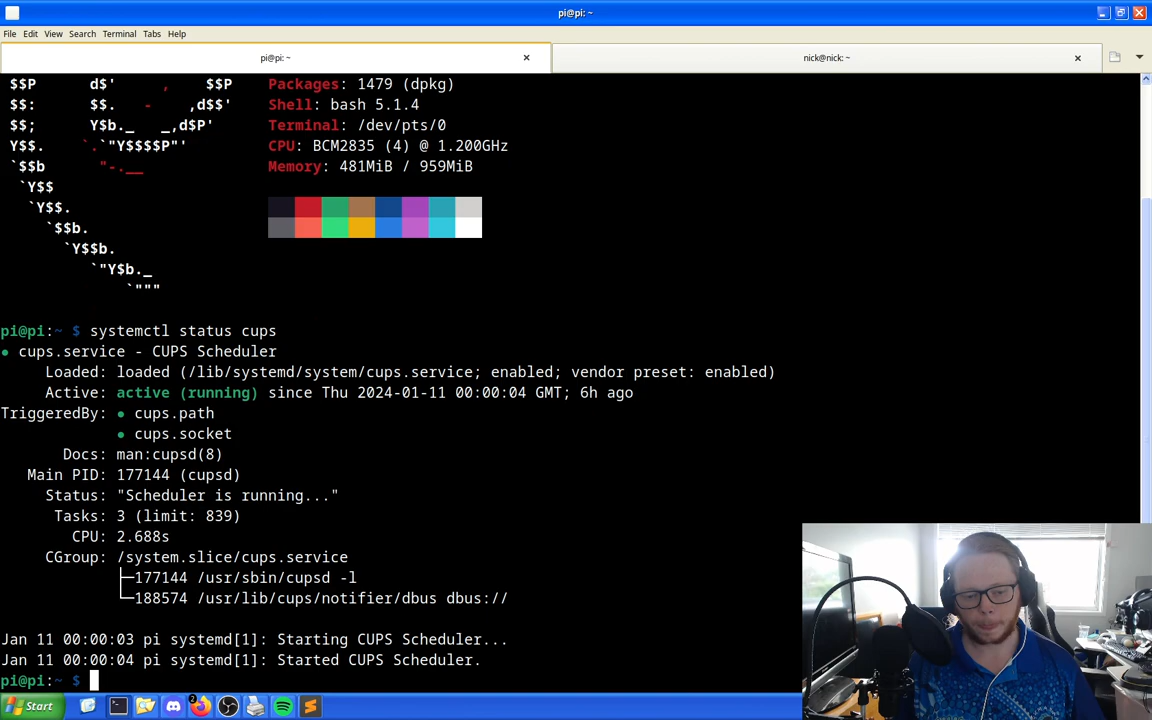 pi@pi: ~
File Edit View Search Terminal Tabs Help
pi@pi: ~
nick@nick: ~
$$P d$' , $$P Packages: 1479 (dpkg)
$$: $$. - ,d$$' Shell: bash 5.1.4
$$; Y$b._ _,d$P' Terminal: /dev/pts/0
Y$$. `.`"Y$$$$P"' CPU: BCM2835 (4) @ 1.200GHz
`$$b "-.__ Memory: 481MiB / 959MiB
`Y$$
`Y$$.
`$$b.
`Y$$b.
`"Y$b._
`"""
pi@pi:~ $ systemctl status cups
● cups.service - CUPS Scheduler
Loaded: loaded (/lib/systemd/system/cups.service; enabled; vendor preset: enabled)
Active: active (running) since Thu 2024-01-11 00:00:04 GMT; 6h ago
TriggeredBy: ● cups.path
● cups.socket
Docs: man:cupsd(8)
Main PID: 177144 (cupsd)
Status: "Scheduler is running..."
Tasks: 3 (limit: 839)
CPU: 2.688s
CGroup: /system.slice/cups.service
├─177144 /usr/sbin/cupsd -l
└─188574 /usr/lib/cups/notifier/dbus dbus://
Jan 11 00:00:03 pi systemd[1]: Starting CUPS Scheduler...
Jan 11 00:00:04 pi systemd[1]: Started CUPS Scheduler.
pi@pi:~ $
Start
2